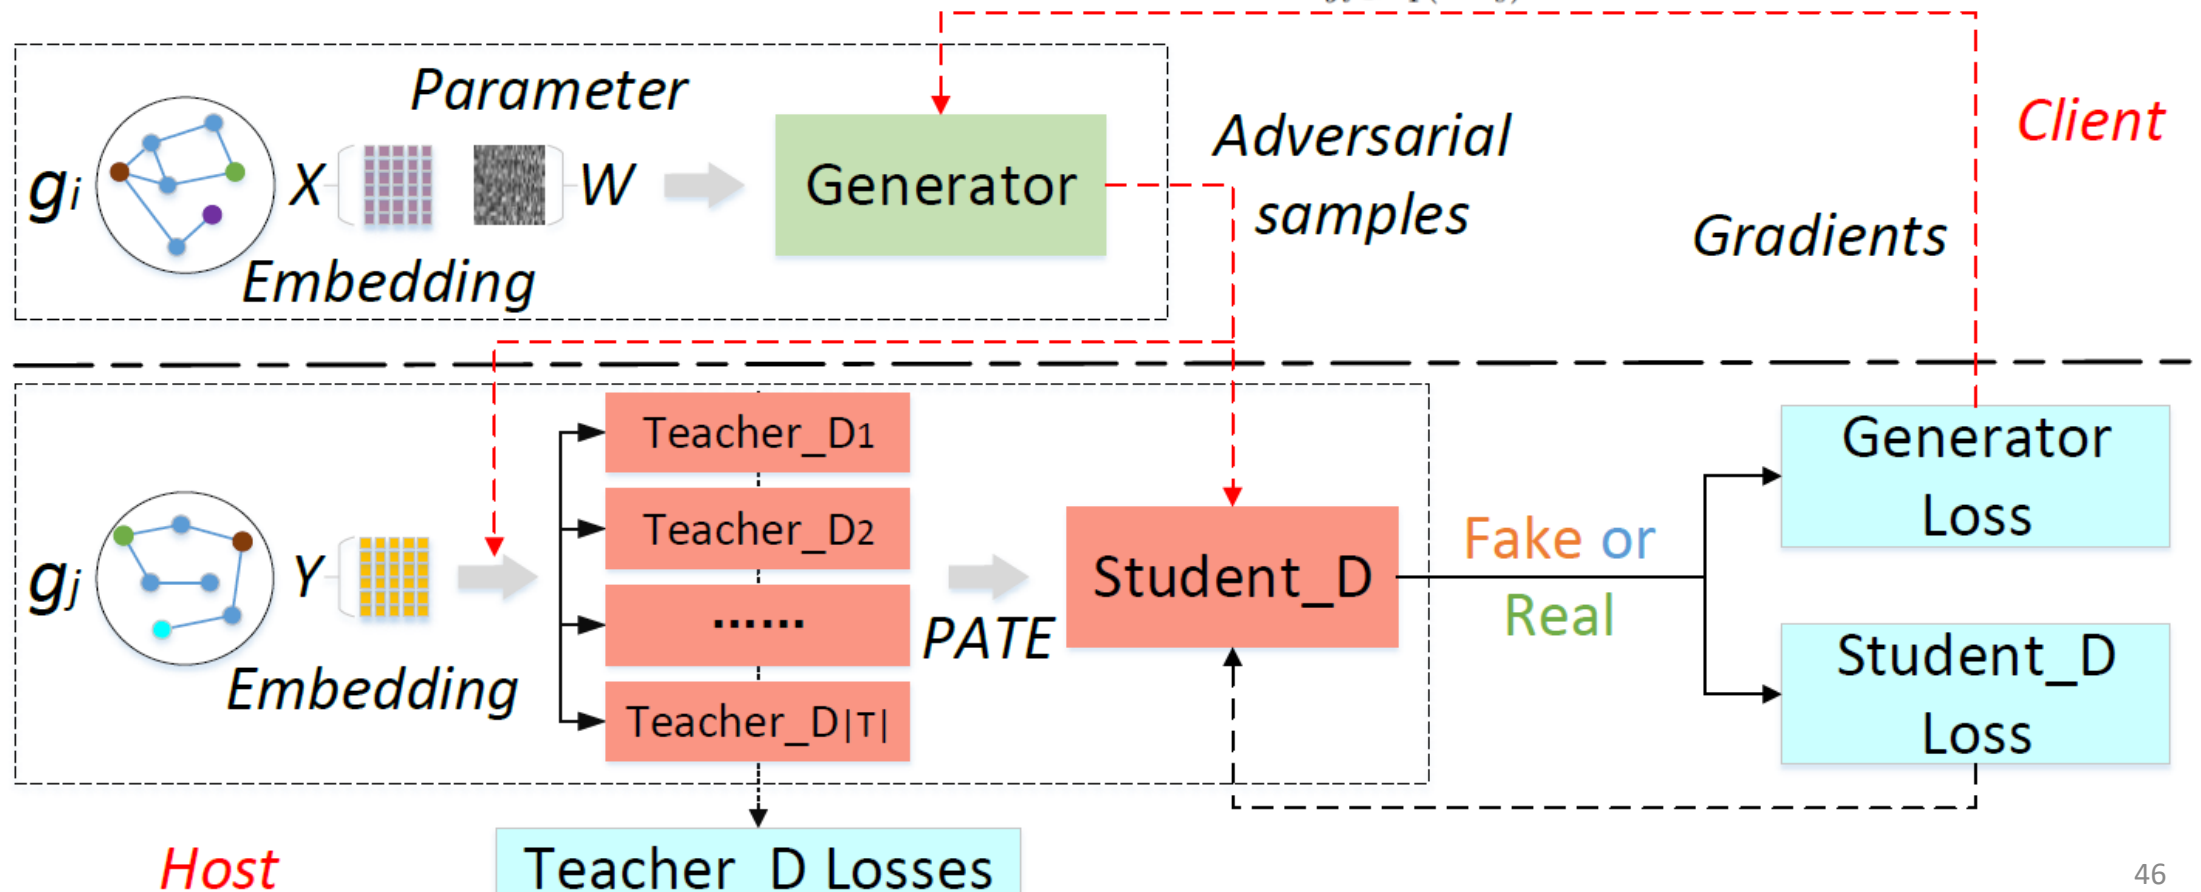 Parameter
Client
gi
X
W
Generator
Adversarial
samples
Gradients
Embedding
Teacher_D1
Generator
Loss
Teacher_D2
Fake or
Real
gj
Y
......
PATE
Student_D
Embedding
Teacher_D|T|
Student_D
Loss
Host
Teacher_D Losses
46